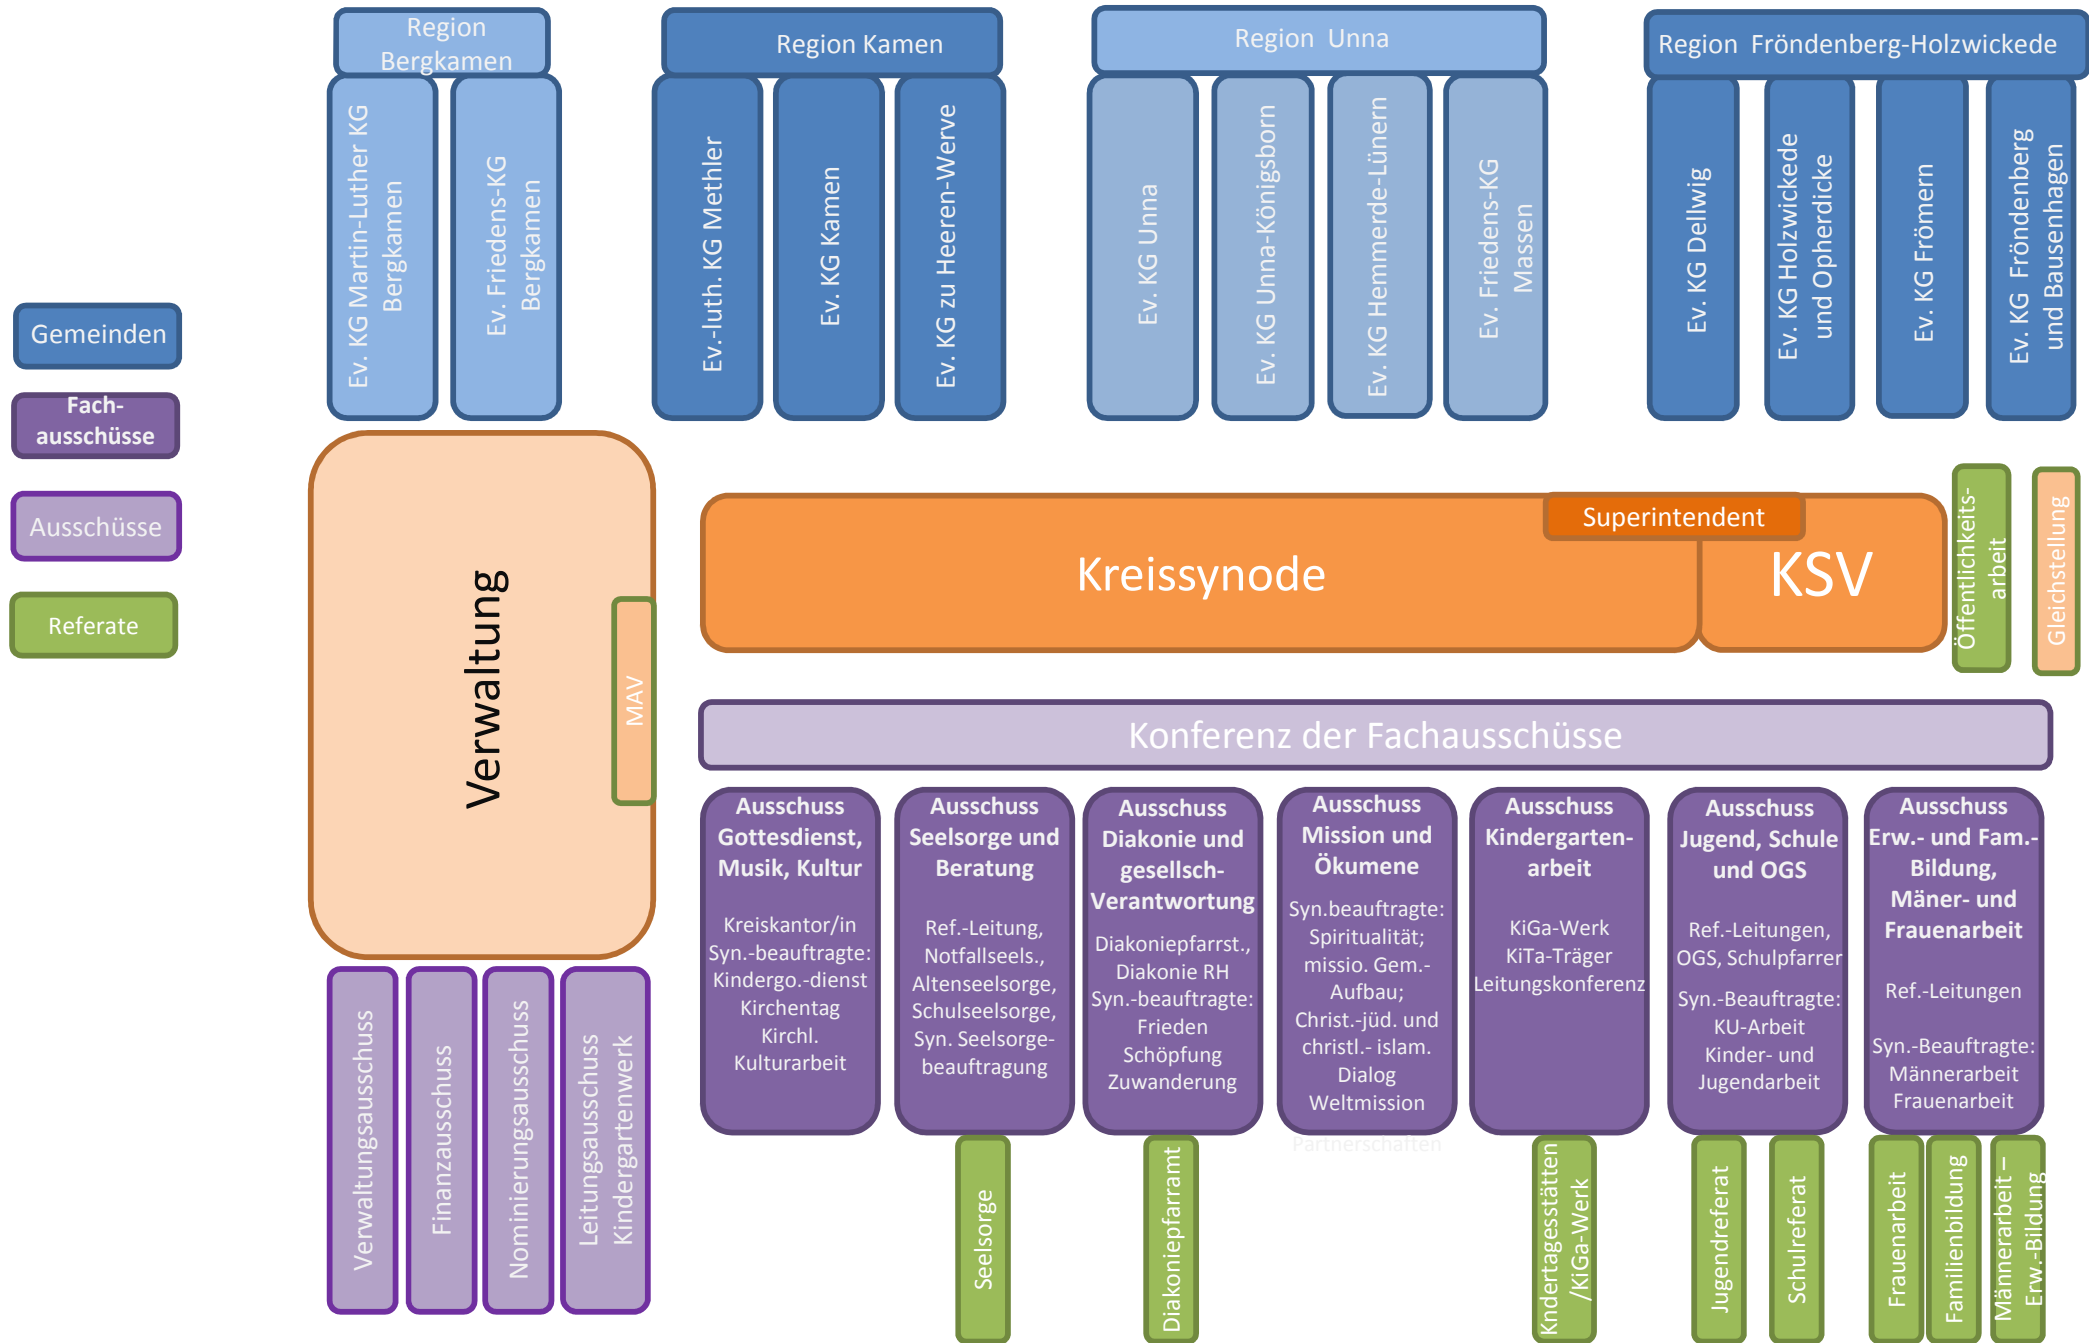 Region
Bergkamen
Ev. KG Martin-Luther KG
Bergkamen
Ev. Friedens-KG
Bergkamen
Region Kamen
Ev.-luth. KG Methler
Ev. KG Kamen
Ev. KG zu Heeren-Werve
Region Unna
Ev. KG Unna
Ev. KG Unna-Königsborn
Ev. KG Hemmerde-Lünern
Ev. Friedens-KG
Massen
Region Fröndenberg-Holzwickede
Ev. KG Dellwig
Ev. KG Holzwickede
und Opherdicke
Ev. KG Frömern
Ev. KG Fröndenberg
und Bausenhagen
Gemeinden
Fach-
ausschüsse
Ausschüsse
Referate
Verwaltung
MAV
Kreissynode
Superintendent
KSV
Öffentlichkeits-
arbeit
Gleichstellung
Konferenz der Fachausschüsse
Ausschuss
Gottesdienst,
Musik, Kultur
Kreiskantor/in
Syn.-beauftragte:
Kindergo.-dienst
Kirchentag
Kirchl.
Kulturarbeit
Ausschuss
Seelsorge und
Beratung
Ref.-Leitung,
Notfallseels.,
Altenseelsorge,
Schulseelsorge,
Syn. Seelsorge-
beauftragung
Ausschuss
Diakonie und
gesellsch-
Verantwortung
Diakoniepfarrst.,
Diakonie RH
Syn.-beauftragte:
Frieden
Schöpfung
Zuwanderung
Ausschuss
Mission und
Ökumene
Syn.beauftragte:
Spiritualität;
missio. Gem.-
Aufbau;
Christ.-jüd. und
christl.- islam.
Dialog
Weltmission
Partnerschaften
Ausschuss
Kindergarten-
arbeit
KiGa-Werk
KiTa-Träger
Leitungskonferenz
Ausschuss
Jugend, Schule
und OGS
Ref.-Leitungen,
OGS, Schulpfarrer
Syn.-Beauftragte:
KU-Arbeit
Kinder- und
Jugendarbeit
Ausschuss
Erw.- und Fam.-
Bildung,
Mäner- und
Frauenarbeit
Ref.-Leitungen
Syn.-Beauftragte:
Männerarbeit
Frauenarbeit
Verwaltungsausschuss
Finanzausschuss
Nominierungsausschuss
Leitungsausschuss
Kindergartenwerk
Seelsorge
Diakoniepfarramt
Kndertagesstätten
/KiGa-Werk
Jugendreferat
Schulreferat
Frauenarbeit
Familienbildung
Männerarbeit –
Erw.-Bildung